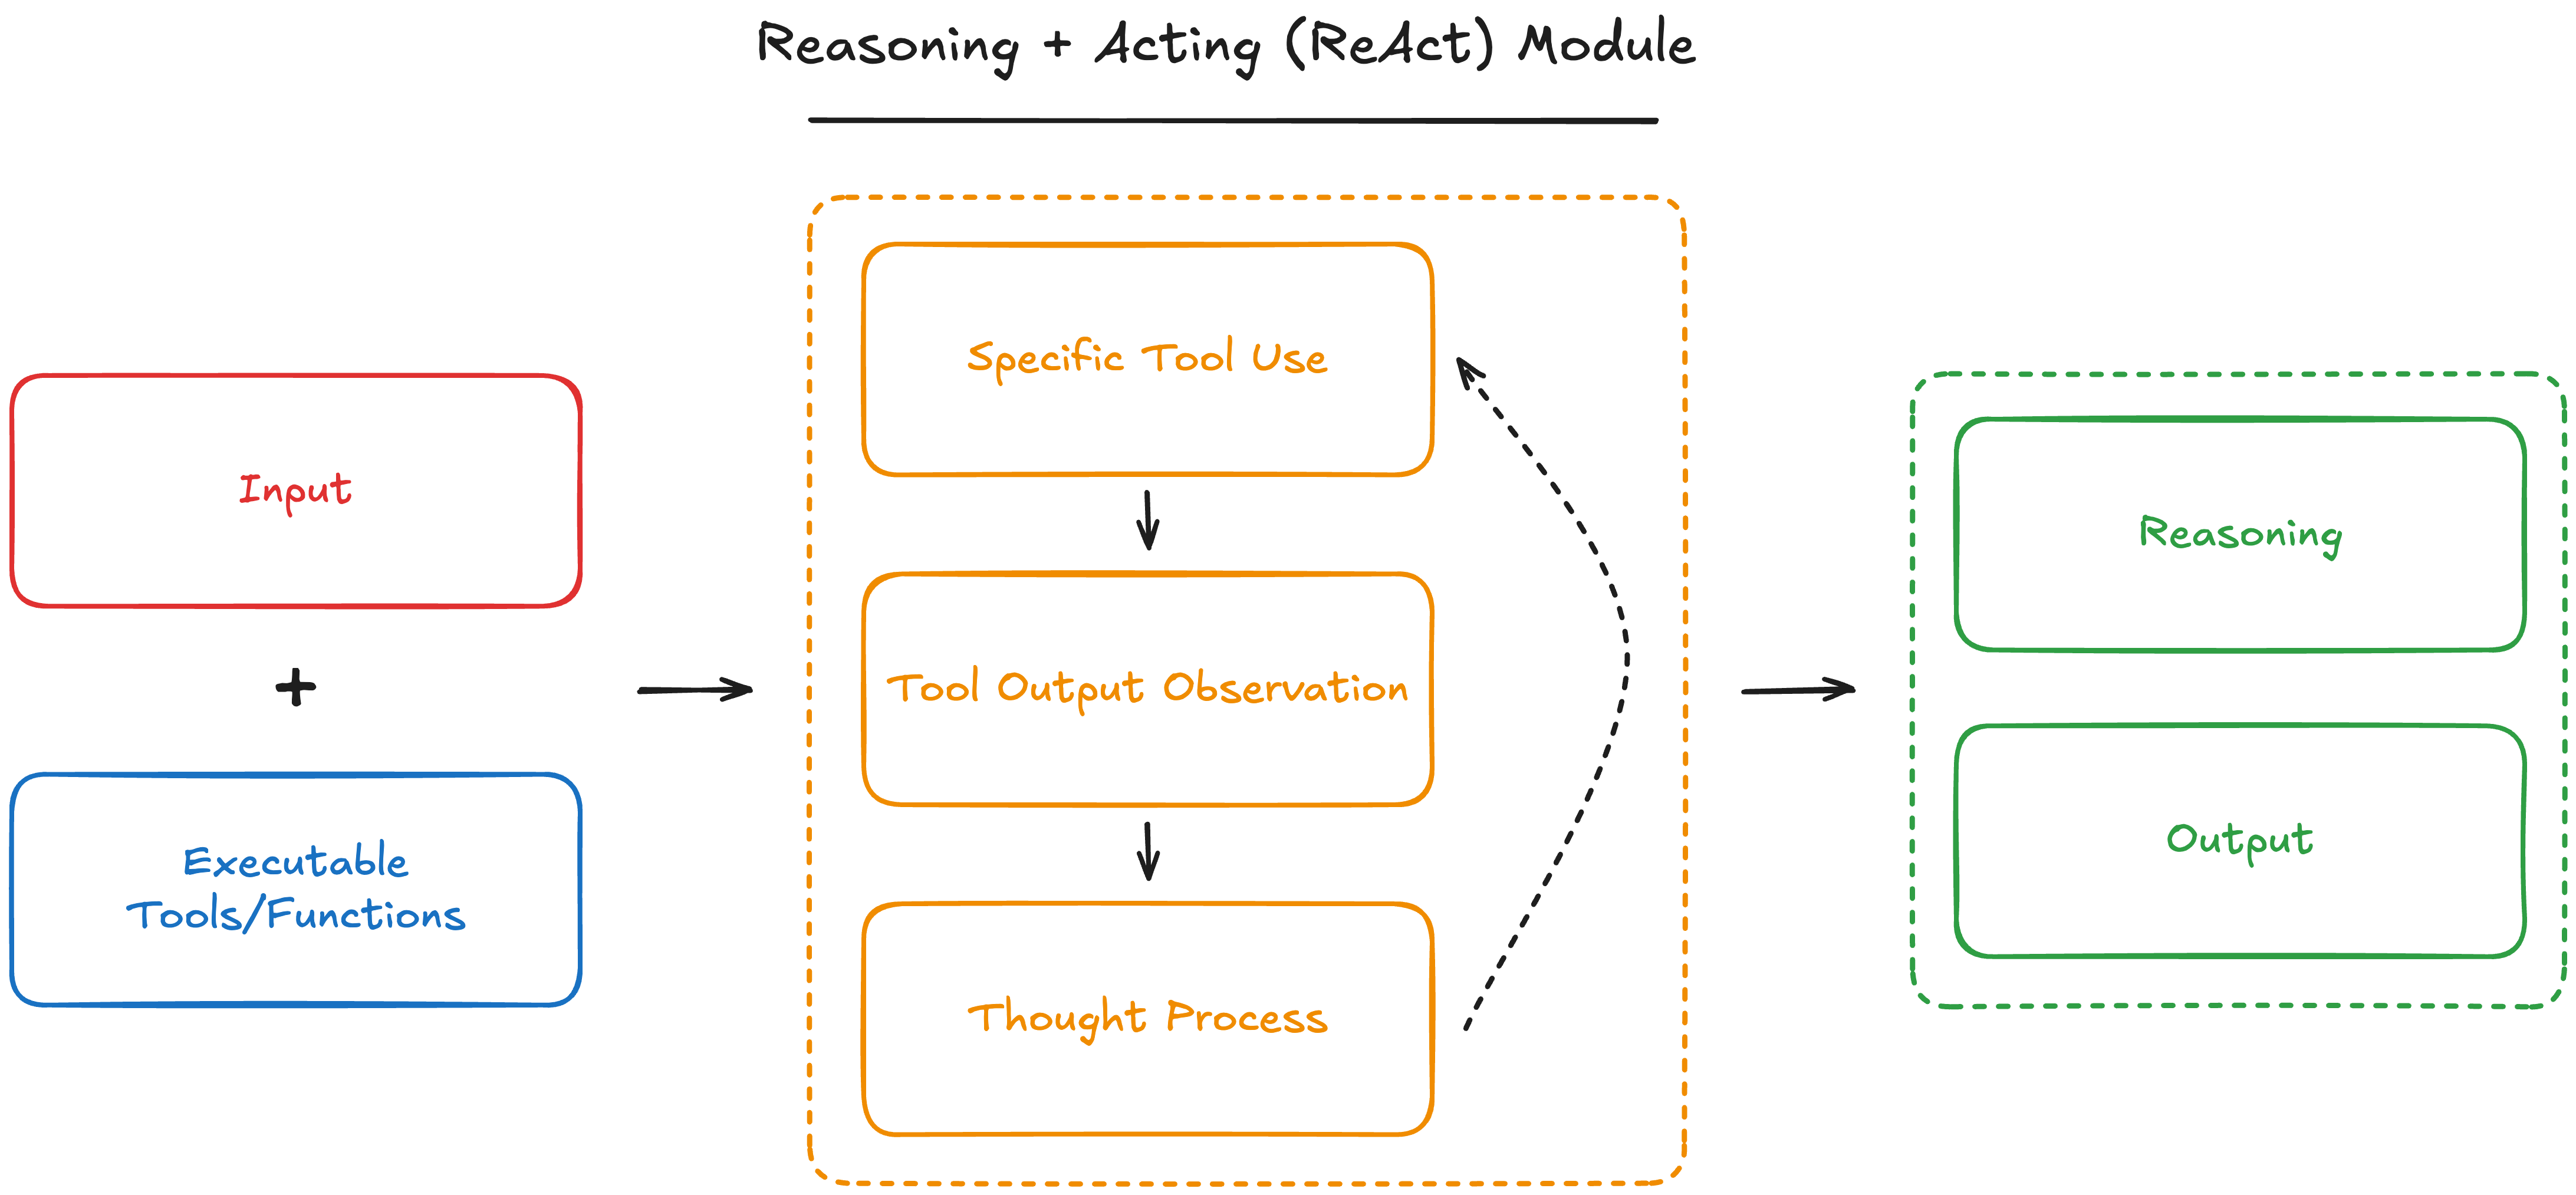 Reasoning + Acting (ReAct) Module
Input
+
Executable
Tools/Functions
Specific Tool Use
Tool Output Observation
Thought Process
Reasoning
Output